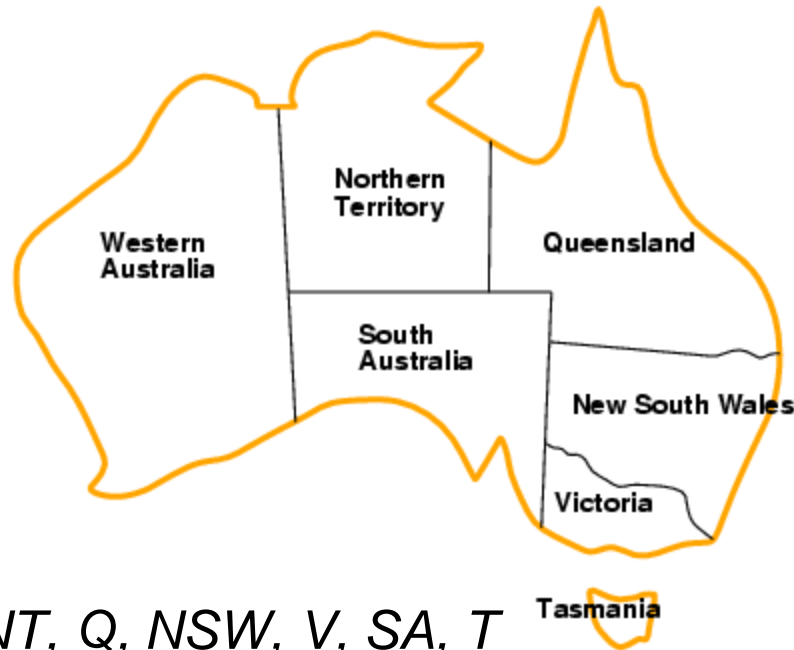 Northern
Territory
Western
Australia
Queensland
South
Australia
New South Wales
Victoria
Tasmania
NT, Q, NSW, V, SA, T